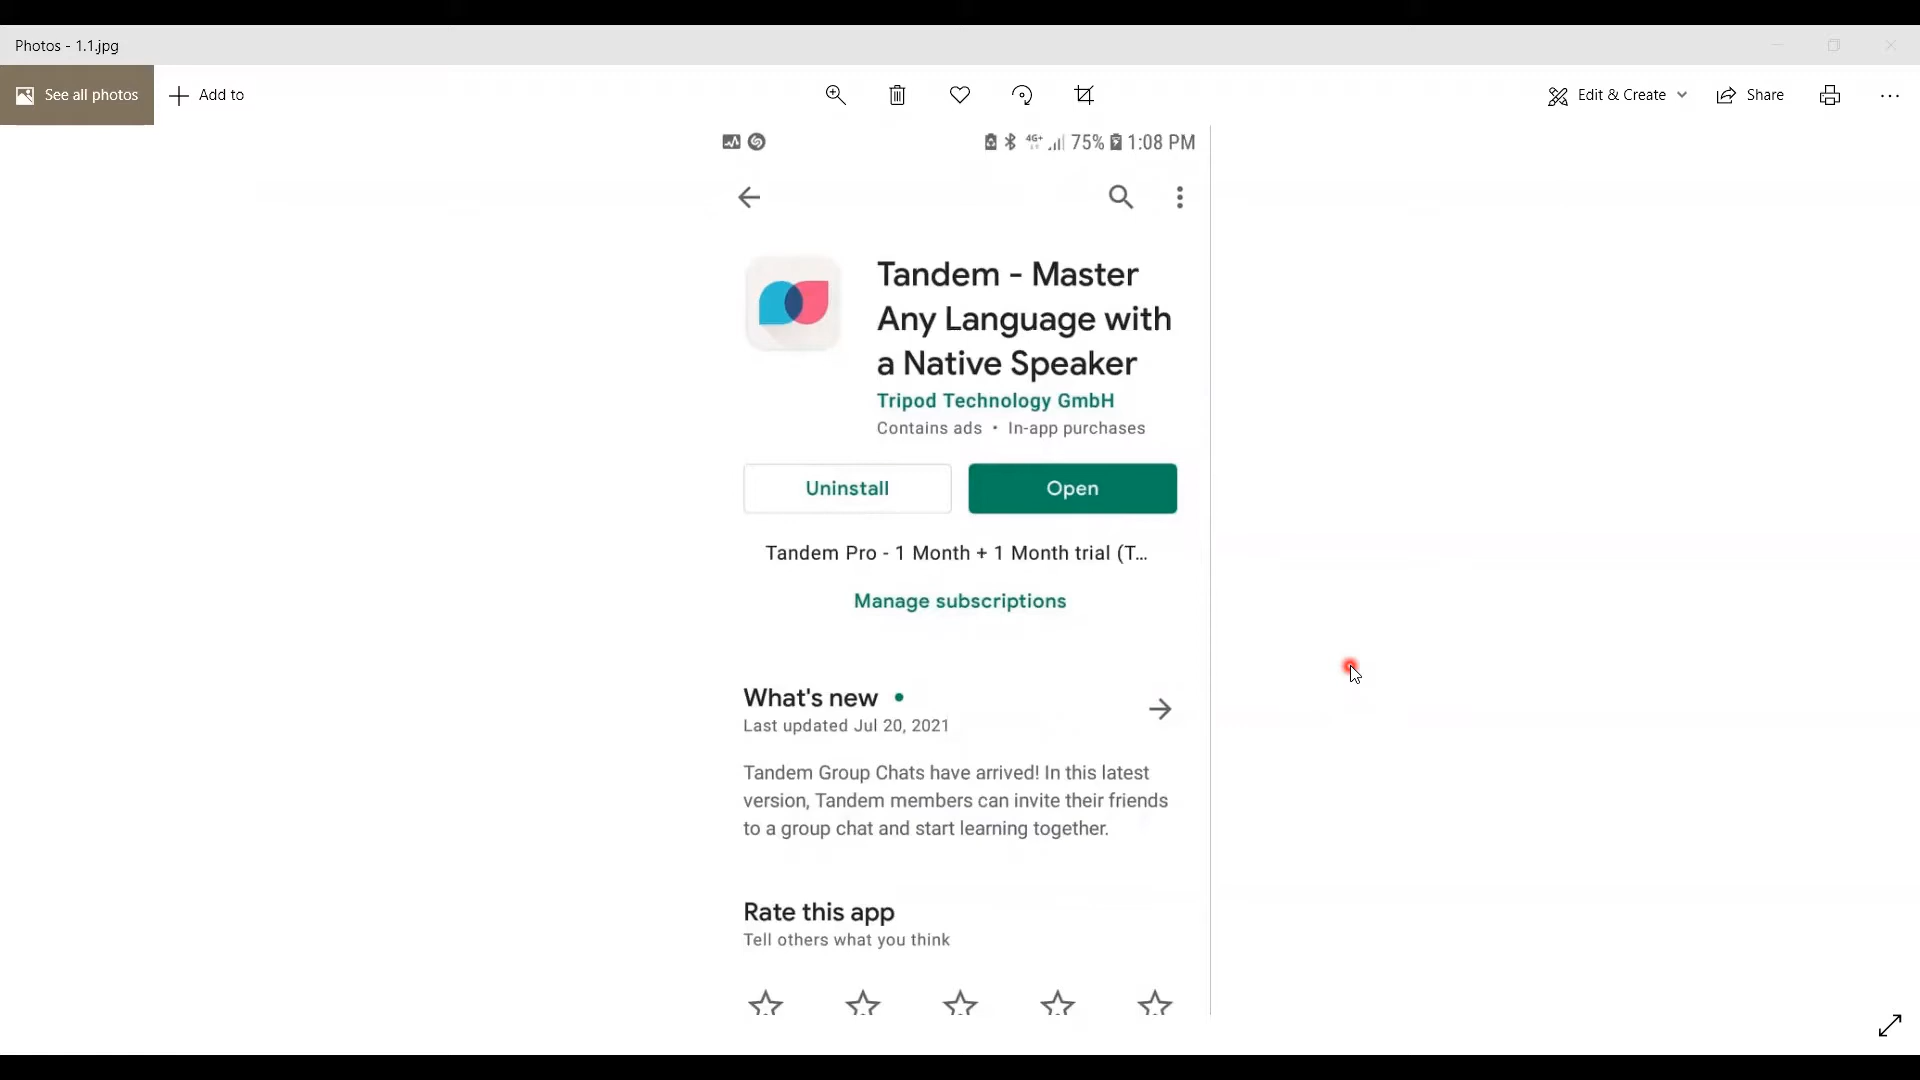 Photos - 1.1.jpg
See all photos
Add to
Edit & Create
Share
4G+ 75% 1:08 PM
Tandem - Master
Any Language with
a Native Speaker
Tripod Technology GmbH
Contains ads • In-app purchases
Uninstall
Open
Tandem Pro - 1 Month + 1 Month trial (T...
Manage subscriptions
What's new •
Last updated Jul 20, 2021
Tandem Group Chats have arrived! In this latest
version, Tandem members can invite their friends
to a group chat and start learning together.
Rate this app
Tell others what you think